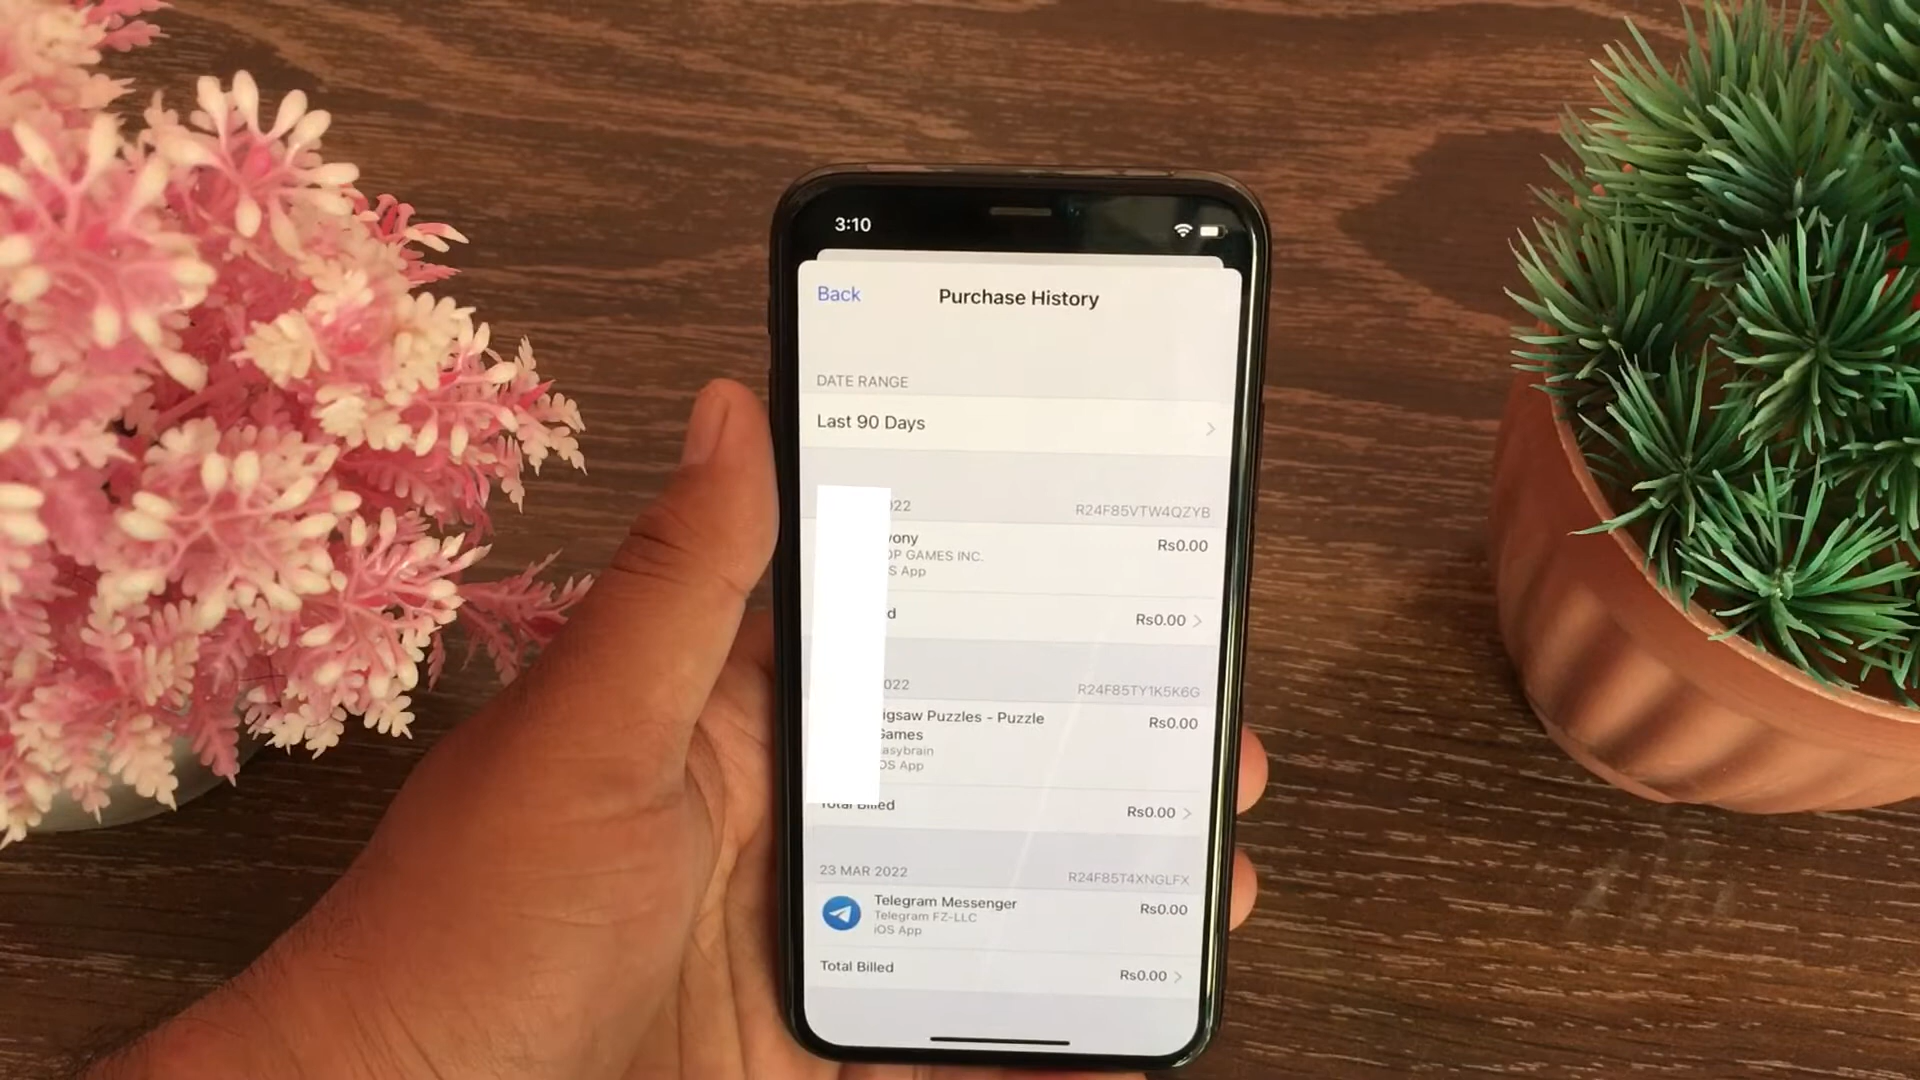 3:10
Back
Purchase History
DATE RANGE
Last 90 Days
022 R24F85VTW4QZYB
vony Rs0.00
OP GAMES INC.
S App
d Rs0.00
022 R24F85TY1K5K6G
igsaw Puzzles - Puzzle Rs0.00
Games
asybrain
OS App
Total Billed Rs0.00
23 MAR 2022 R24F85T4XNGLFX
Telegram Messenger Rs0.00
Telegram FZ-LLC
iOS App
Total Billed Rs0.00